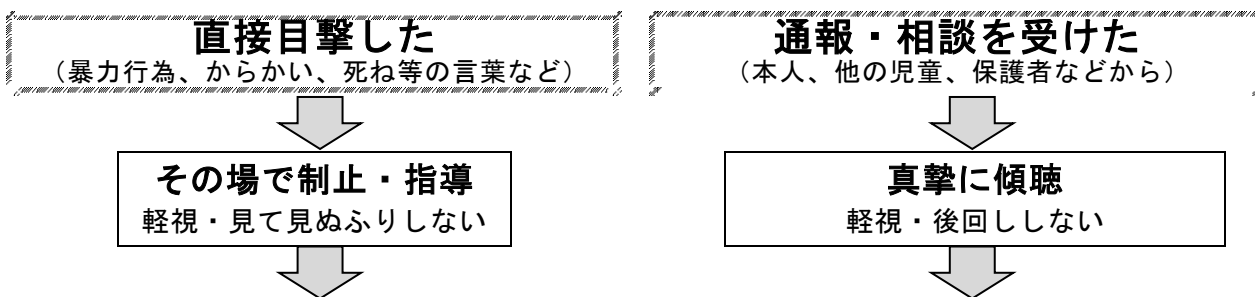 直接目撃した
（暴力行為、からかい、死ね等の言葉など）
その場で制止・指導
軽視・見て見ぬふりしない
通報・相談を受けた
（本人、他の児童、保護者などから）
真摯に傾聴
軽視・後回ししない